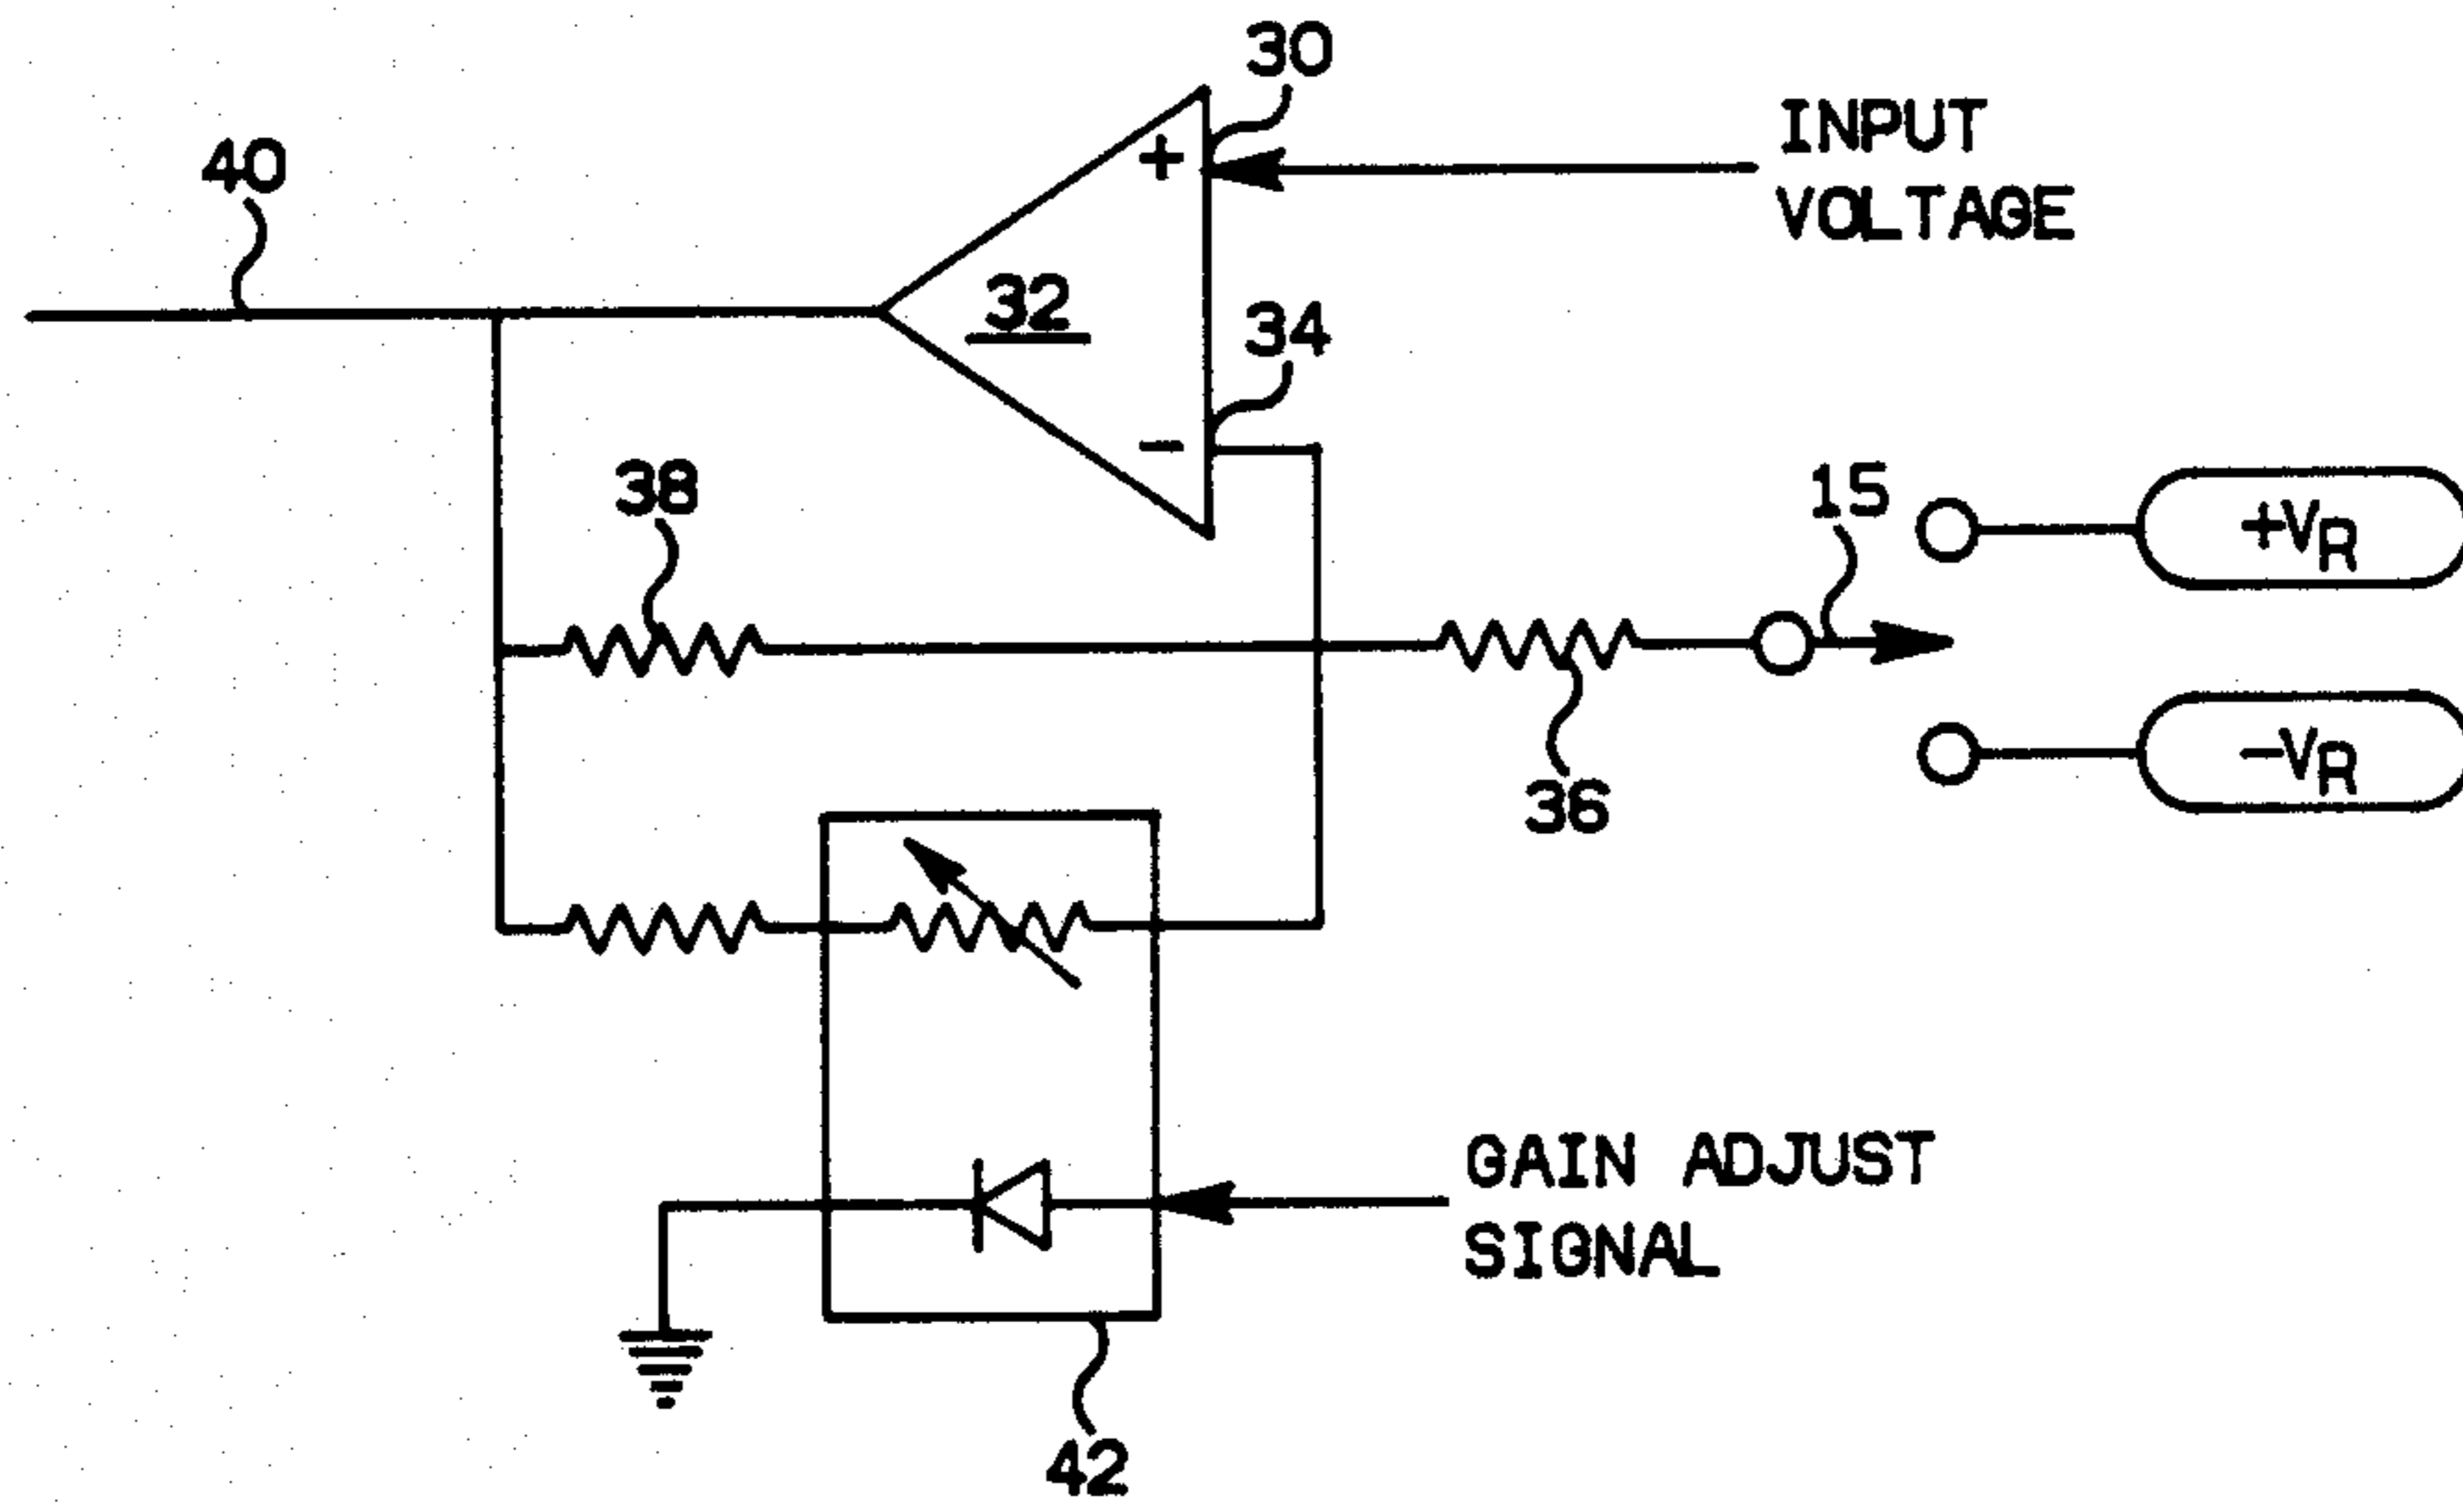 30
INPUT
VOLTAGE
40
+
32
34
-
38
15
+VR
36
-VR
GAIN ADJUST
SIGNAL
42